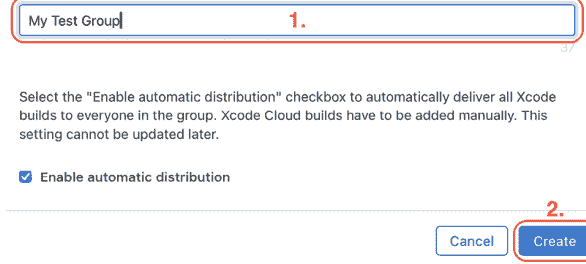 My Test Group
1.
37
Select the "Enable automatic distribution" checkbox to automatically deliver all Xcode
builds to everyone in the group. Xcode Cloud builds have to be added manually. This
setting cannot be updated later.
Enable automatic distribution
2.
Cancel
Create